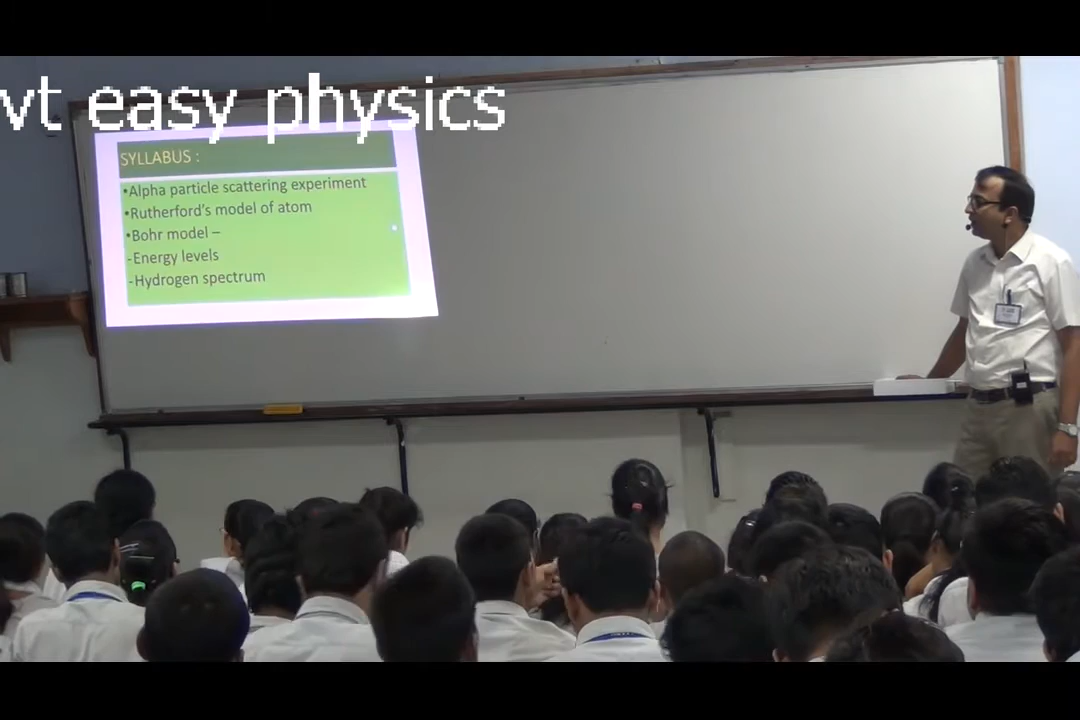 vt easy physics
SYLLABUS :
•Alpha particle scattering experiment
•Rutherford's model of atom
•Bohr model –
-Energy levels
-Hydrogen spectrum